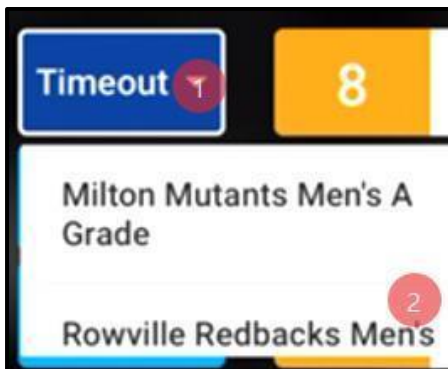 Timeout 1
8
Milton Mutants Men's A
Grade
2
Rowville Redbacks Men's